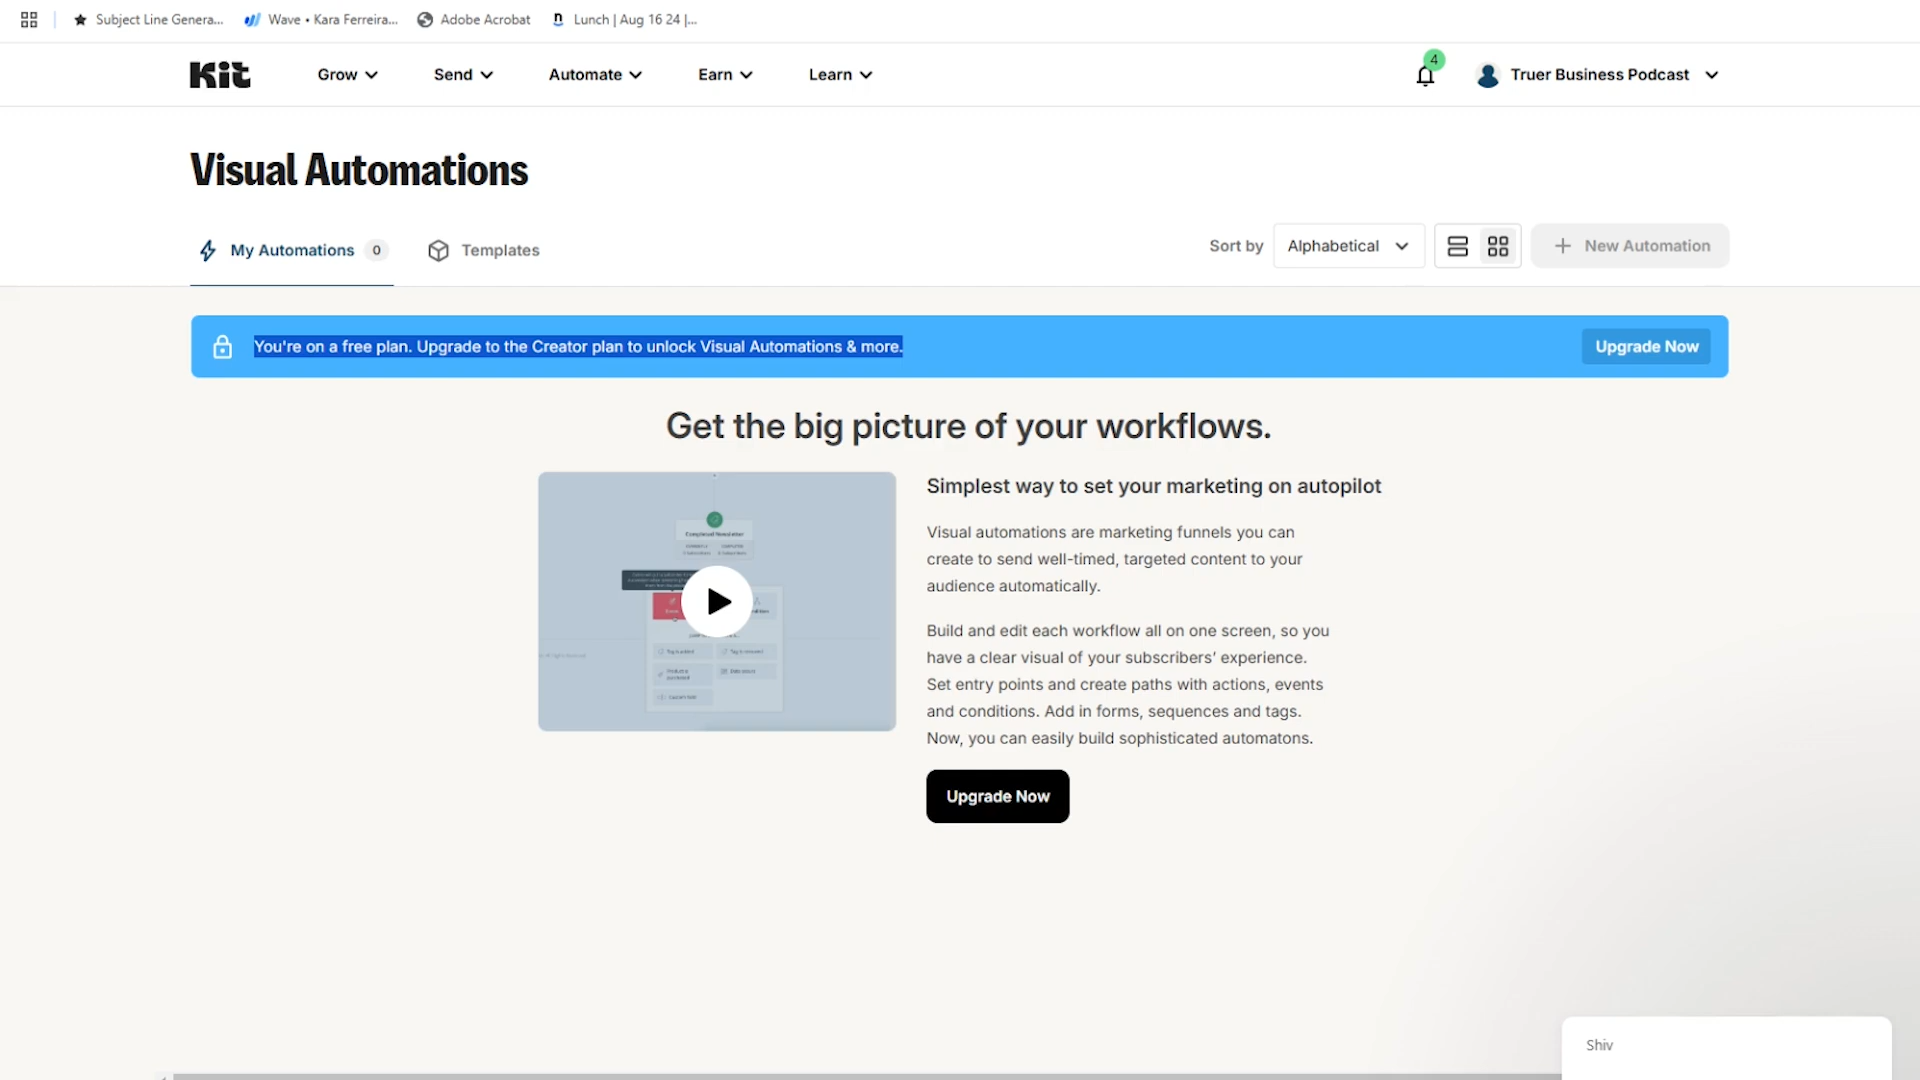 Subject Line Genera... Wave • Kara Ferreira... Adobe Acrobat Lunch | Aug 16 24 |...
Kit Grow Send Automate Earn Learn 4 Truer Business Podcast
Visual Automations
My Automations 0 Templates Sort by Alphabetical New Automation
You're on a free plan. Upgrade to the Creator plan to unlock Visual Automations & more. Upgrade Now
Get the big picture of your workflows.
Simplest way to set your marketing on autopilot
Visual automations are marketing funnels you can
create to send well-timed, targeted content to your
audience automatically.
Build and edit each workflow all on one screen, so you
have a clear visual of your subscribers’ experience.
Set entry points and create paths with actions, events
and conditions. Add in forms, sequences and tags.
Now, you can easily build sophisticated automatons.
Upgrade Now
Shiv